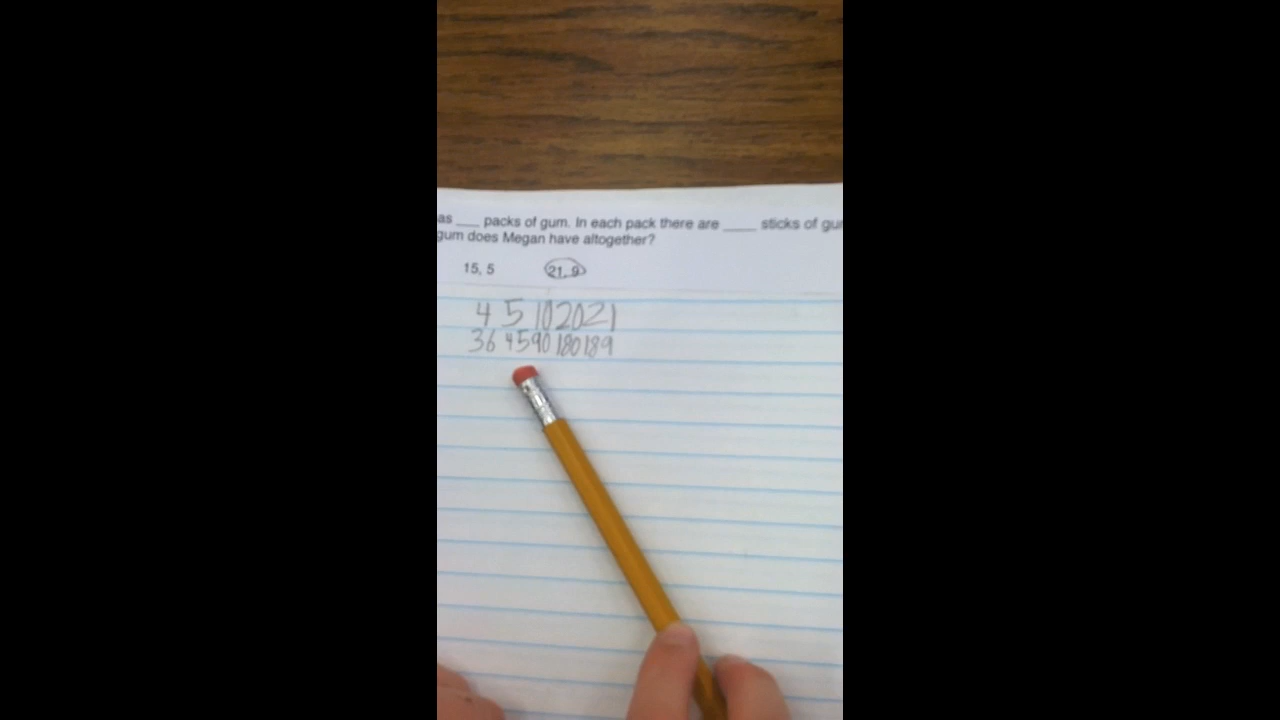 as ___ packs of gum. In each pack there are ____ sticks of gu
gum does Megan have altogether?
15, 5 21, 9
4 5 10 20 21
36 45 90 180 189